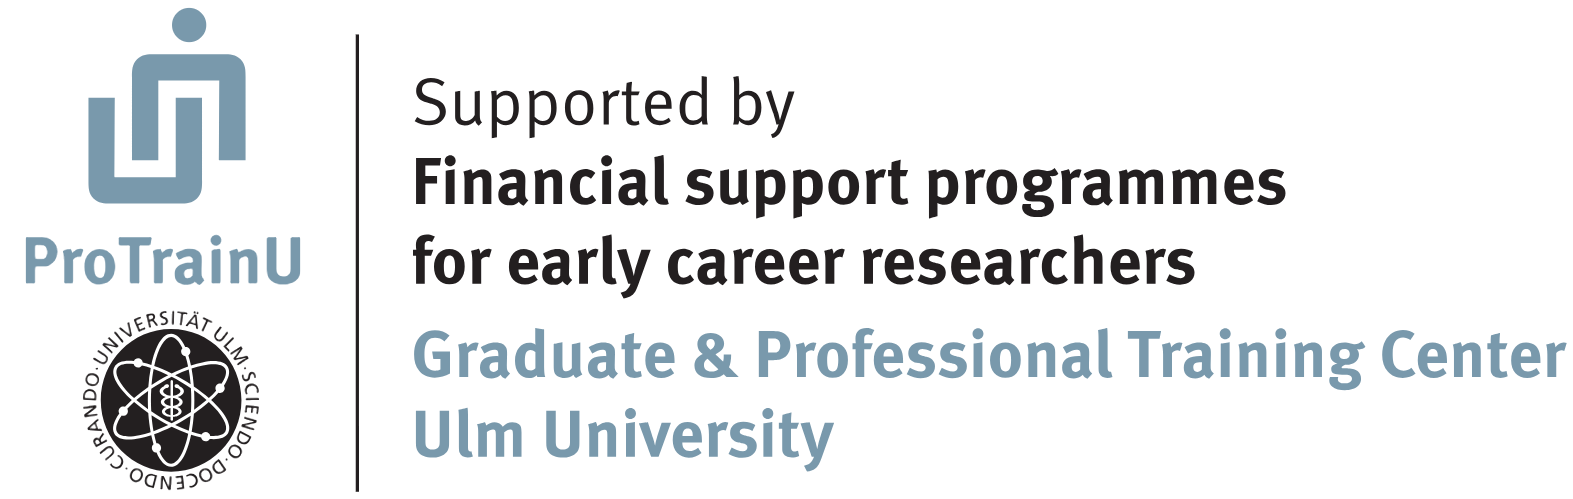 ProTrainU
UNIVERSITÄT ULM · SCIENDO · DOCENDO · CURANDO ·
Supported by
Financial support programmes
for early career researchers
Graduate & Professional Training Center
Ulm University